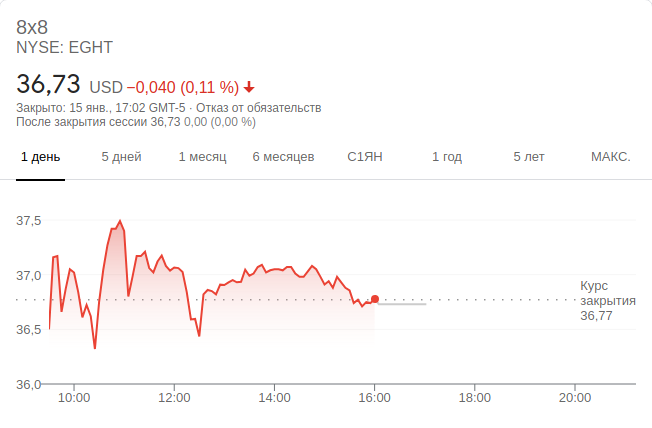 8x8
NYSE: EGHT
36,73 USD −0,040 (0,11 %)
Закрыто: 15 янв., 17:02 GMT-5 · Отказ от обязательств
После закрытия сессии 36,73 0,00 (0,00 %)
1 день 5 дней 1 месяц 6 месяцев С1ЯН 1 год 5 лет МАКС.
37,5
37,0
Курс
закрытия
36,77
36,5
36,0
10:00 12:00 14:00 16:00 18:00 20:00